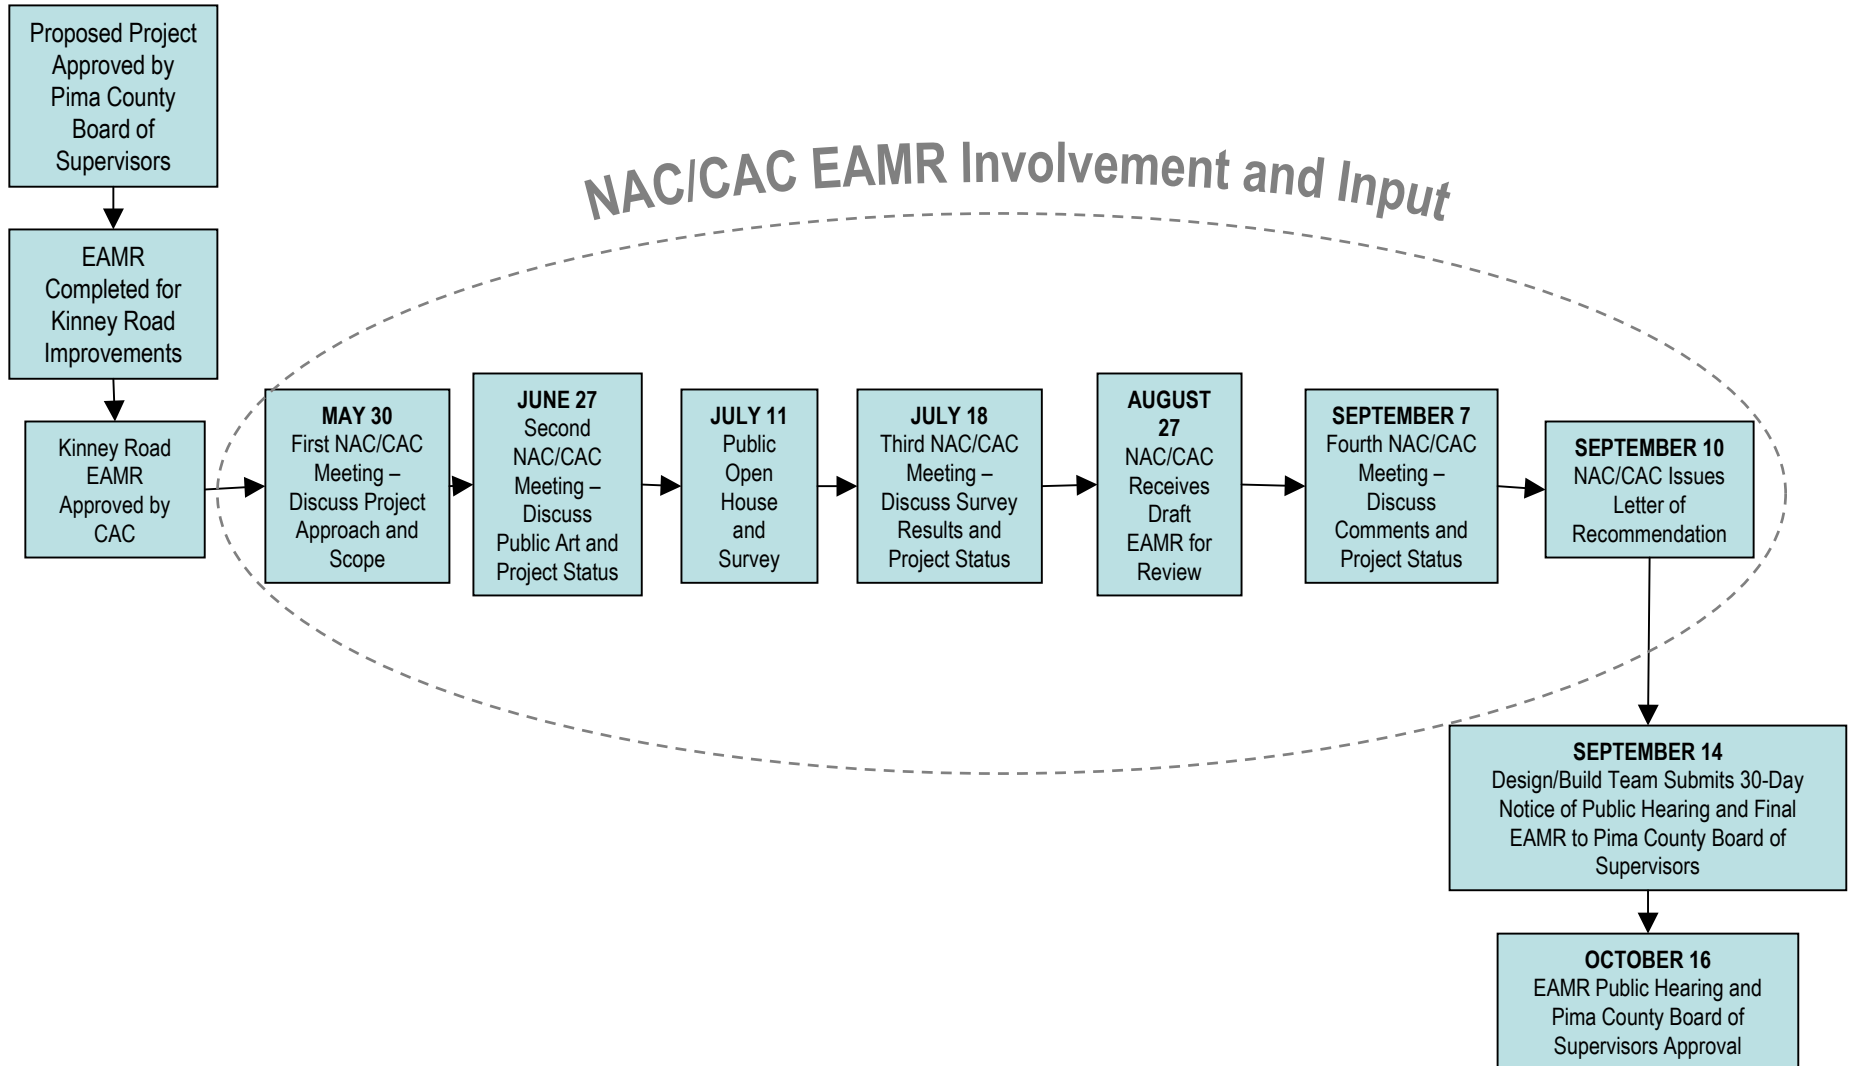 Proposed Project
Approved by
Pima County
Board of
Supervisors
EAMR
Completed for
Kinney Road
Improvements
Kinney Road
EAMR
Approved by
CAC
NAC/CAC EAMR Involvement and Input
MAY 30
First NAC/CAC
Meeting –
Discuss Project
Approach and
Scope
JUNE 27
Second
NAC/CAC
Meeting –
Discuss
Public Art and
Project Status
JULY 11
Public
Open
House
and
Survey
JULY 18
Third NAC/CAC
Meeting –
Discuss Survey
Results and
Project Status
AUGUST
27
NAC/CAC
Receives
Draft
EAMR for
Review
SEPTEMBER 7
Fourth NAC/CAC
Meeting –
Discuss
Comments and
Project Status
SEPTEMBER 10
NAC/CAC Issues
Letter of
Recommendation
SEPTEMBER 14
Design/Build Team Submits 30-Day
Notice of Public Hearing and Final
EAMR to Pima County Board of
Supervisors
OCTOBER 16
EAMR Public Hearing and
Pima County Board of
Supervisors Approval